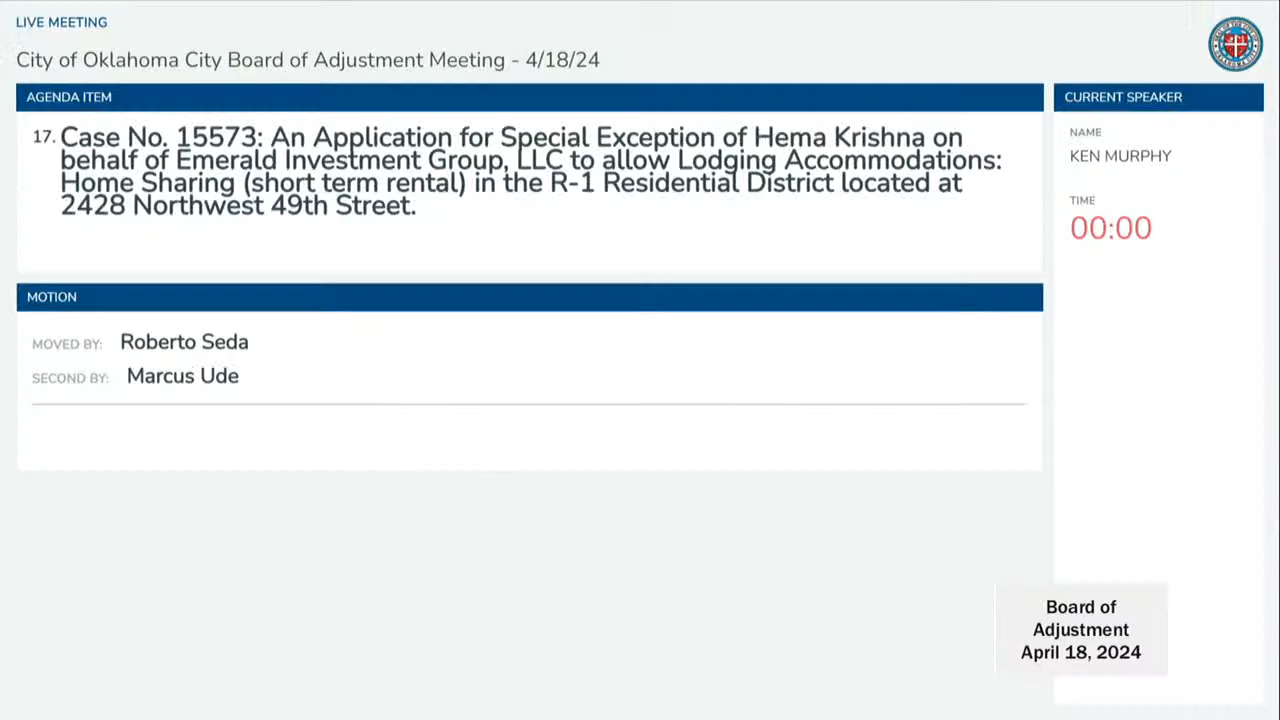 LIVE MEETING
City of Oklahoma City Board of Adjustment Meeting - 4/18/24
AGENDA ITEM
17. Case No. 15573: An Application for Special Exception of Hema Krishna on
behalf of Emerald Investment Group, LLC to allow Lodging Accommodations:
Home Sharing (short term rental) in the R-1 Residential District located at
2428 Northwest 49th Street.
MOTION
MOVED BY: Roberto Seda
SECOND BY: Marcus Ude
CURRENT SPEAKER
NAME
KEN MURPHY
TIME
00:00
Board of
Adjustment
April 18, 2024